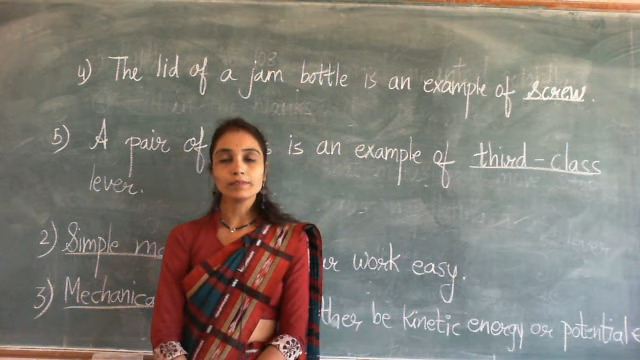 4) The lid of a jam bottle is an example of screw.
5) A pair of is an example of third-class
lever.
2) Simple work easy.
3) Mechanica be kinetic energy or potential